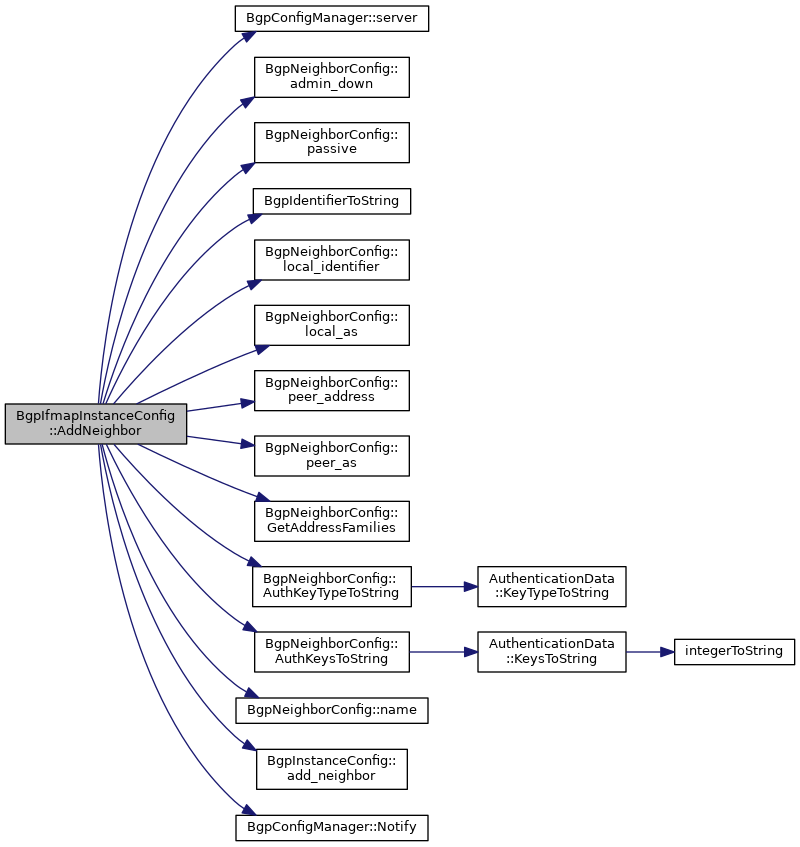 BgpConfigManager::server
BgpNeighborConfig::
admin_down
BgpNeighborConfig::
passive
BgpIdentifierToString
BgpNeighborConfig::
local_identifier
BgpNeighborConfig::
local_as
BgpNeighborConfig::
peer_address
BgpIfmapInstanceConfig
::AddNeighbor
BgpNeighborConfig::
peer_as
BgpNeighborConfig::
GetAddressFamilies
BgpNeighborConfig::
AuthKeyTypeToString
AuthenticationData
::KeyTypeToString
BgpNeighborConfig::
AuthKeysToString
AuthenticationData
::KeysToString
integerToString
BgpNeighborConfig::name
BgpInstanceConfig::
add_neighbor
BgpConfigManager::Notify